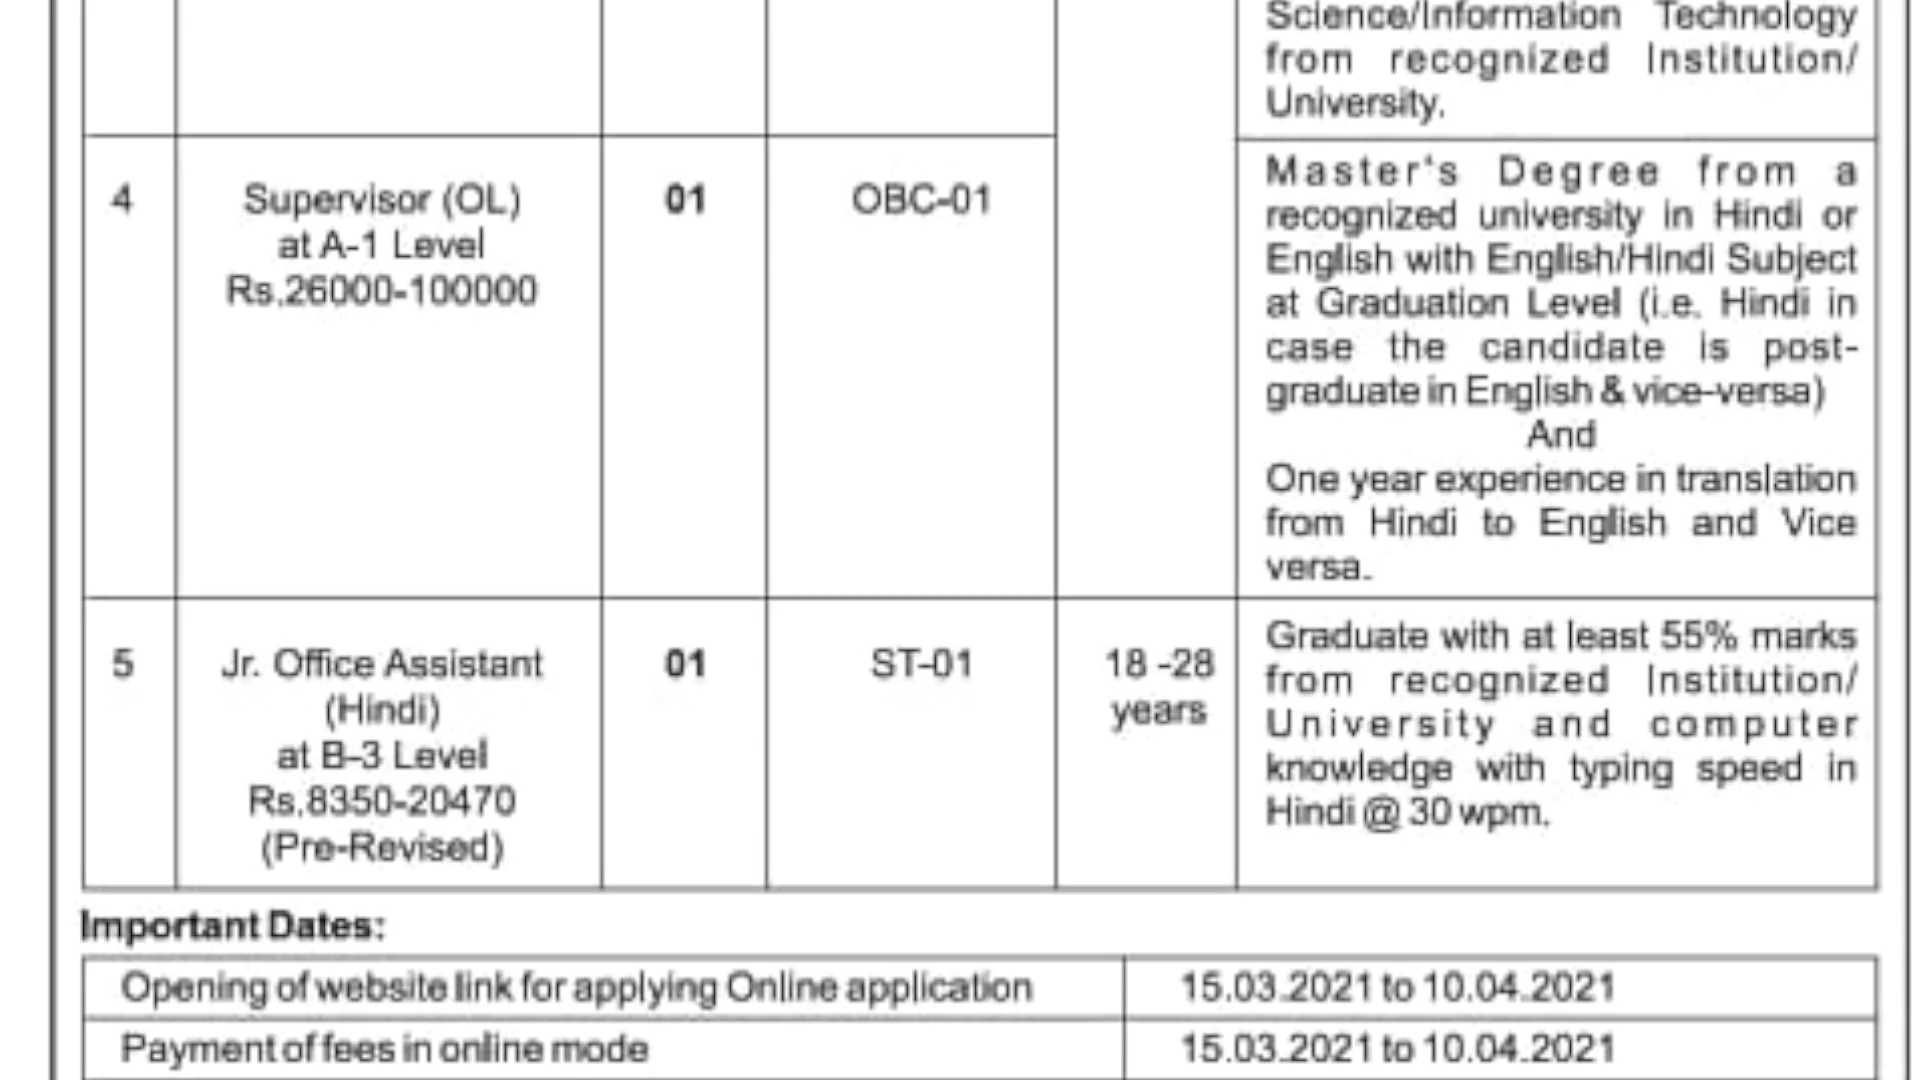 Science/Information Technology
from recognized Institution/
University.
4
Supervisor (OL)
at A-1 Level
Rs.26000-100000
01
OBC-01
Master's Degree from a
recognized university in Hindi or
English with English/Hindi Subject
at Graduation Level (i.e. Hindi in
case the candidate is post-
graduate in English & vice-versa)
And
One year experience in translation
from Hindi to English and Vice
versa.
5
Jr. Office Assistant
(Hindi)
at B-3 Level
Rs.8350-20470
(Pre-Revised)
01
ST-01
18 -28
years
Graduate with at least 55% marks
from recognized Institution/
University and computer
knowledge with typing speed in
Hindi @ 30 wpm.
Important Dates:
Opening of website link for applying Online application 15.03.2021 to 10.04.2021
Payment of fees in online mode 15.03.2021 to 10.04.2021